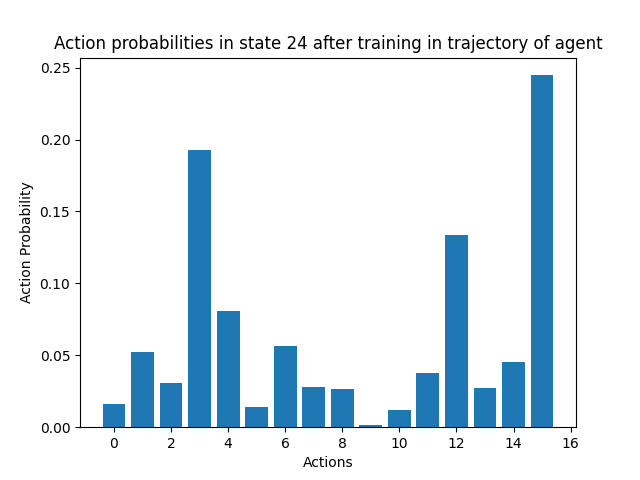 Action probabilities in state 24 after training in trajectory of agent
0.25
0.20
0.15
0.10
0.05
0.00
Action Probability
0 2 4 6 8 10 12 14 16
Actions